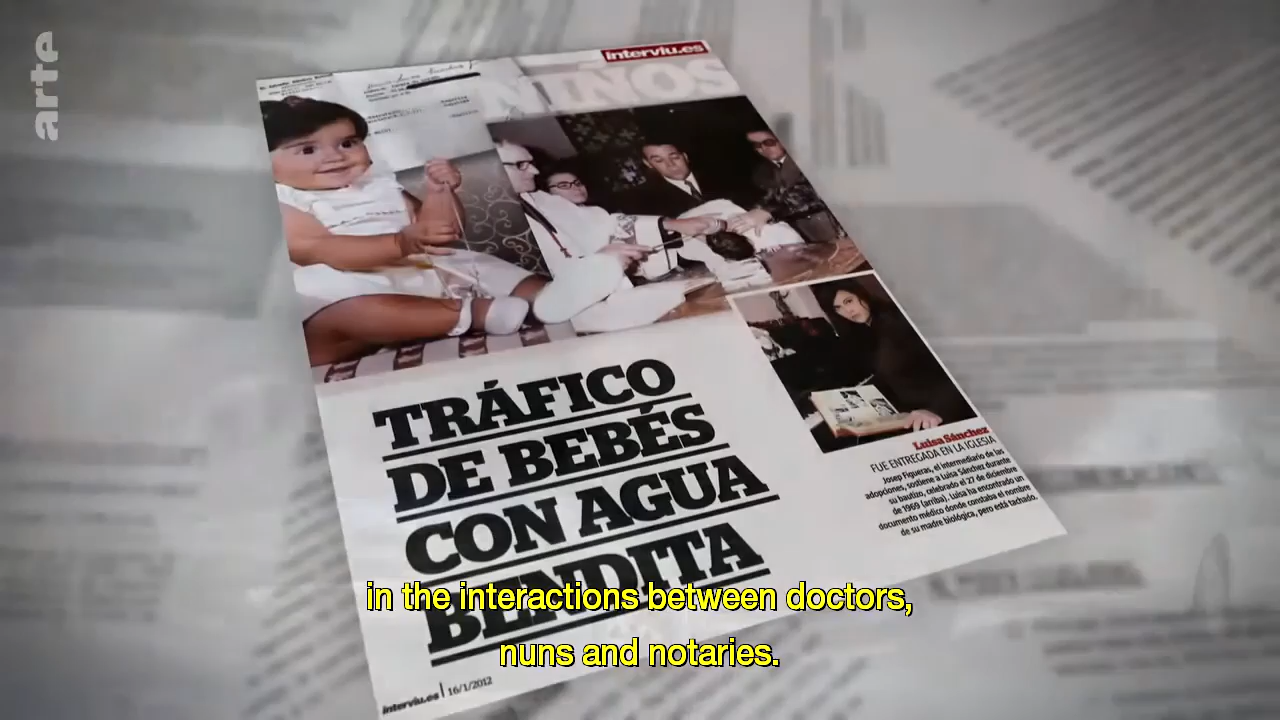 arte
interviu.es
NIÑOS
TRÁFICO
DE BEBÉS
CON AGUA
BENDITA
Luisa Sánchez
FUE ENTREGADA EN LA IGLESIA
Josep Figueras, el intermediario de las
adopciones, sostiene a Luisa Sánchez durante
su bautizo, celebrado el 27 de diciembre
de 1969 (arriba). Luisa ha encontrado un
documento médico donde constaba el nombre
de su madre biológica, pero está tachado.
in the interactions between doctors,
nuns and notaries.
interviu.es | 16/1/2012